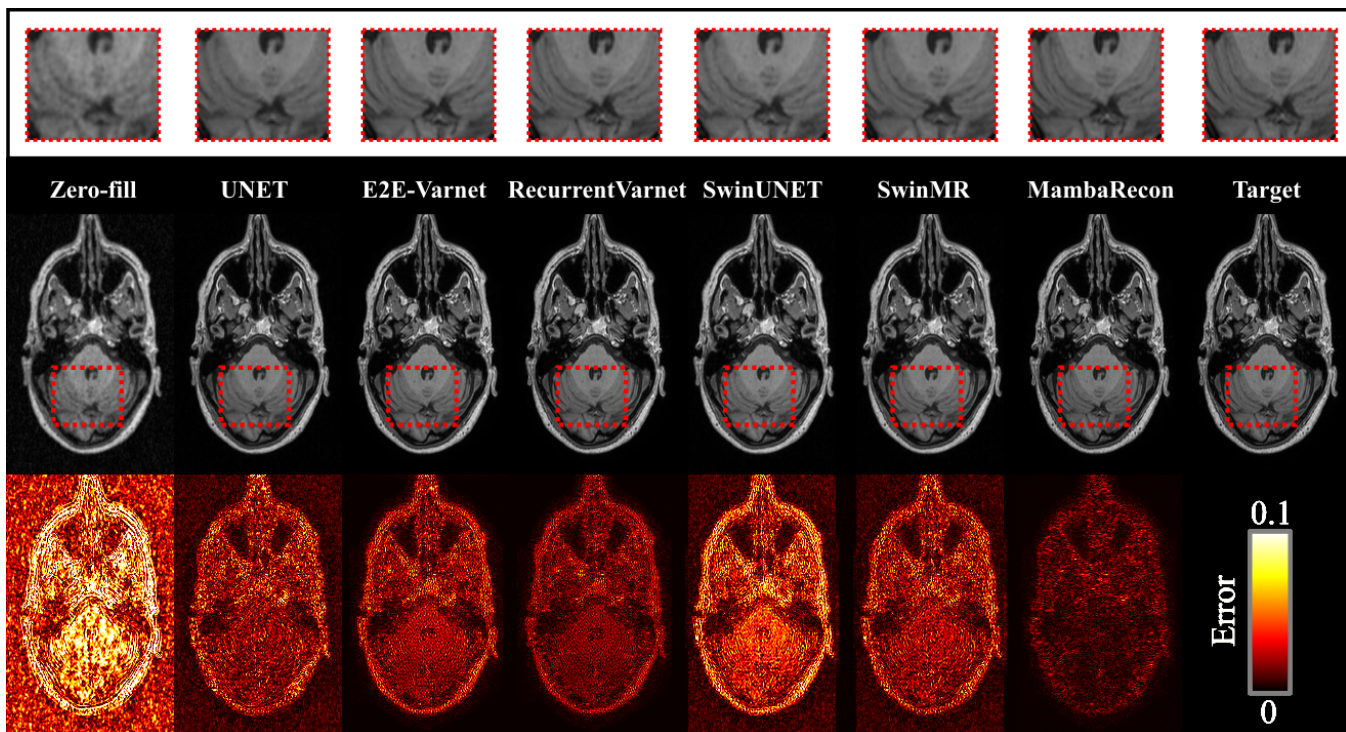 Zero-fill UNET E2E-Varnet RecurrentVarnet SwinUNET SwinMR MambaRecon Target
0.1
Error
0